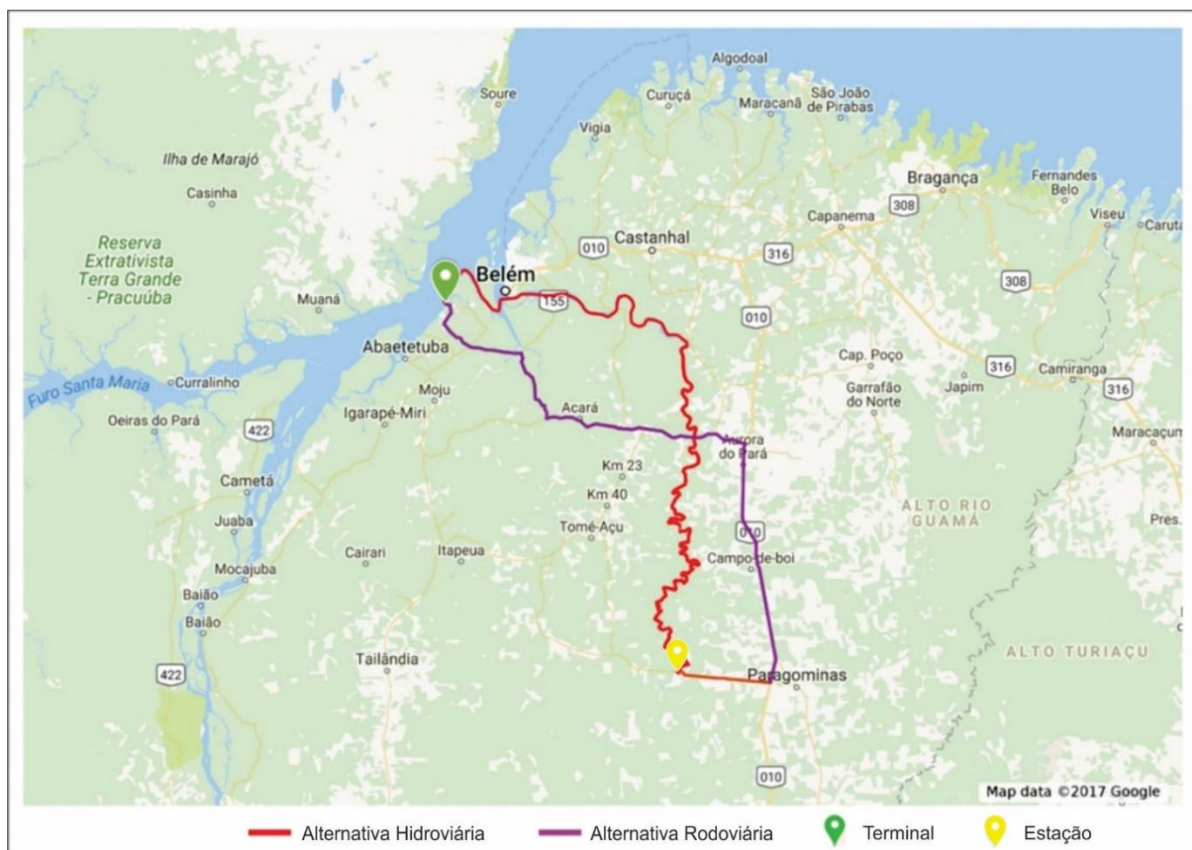 Algodoal
Soure
Curuçá
Maracanã
São João
de Pirabas
Vigia
Ilha de Marajó
Casinha
Bragança
Fernandes
Belo
308
Viseu
Caruta
Capanema
010
Castanhal
316
Reserva
Extrativista
Terra Grande
- Pracuúba
Belém
308
Muaná
155
010
Abaetetuba
Cap. Poço
316
Japim
Camiranga
316
Furo Santa Maria
Curralinho
Moju
Garrafão
do Norte
Igarapé-Miri
Acará
Oeiras do Pará
422
Aurora
do Pará
Maracaçum
Km 23
Cametá
Km 40
ALTO RIO
GUAMÁ
Juaba
Tomé-Açu
010
Pres.
Cairari
Itapeua
Campo-de-boi
Mocajuba
Baião
Baião
Tailândia
ALTO TURIAÇU
422
Paragominas
010
Map data ©2017 Google
Alternativa Hidroviária
Alternativa Rodoviária
Terminal
Estação